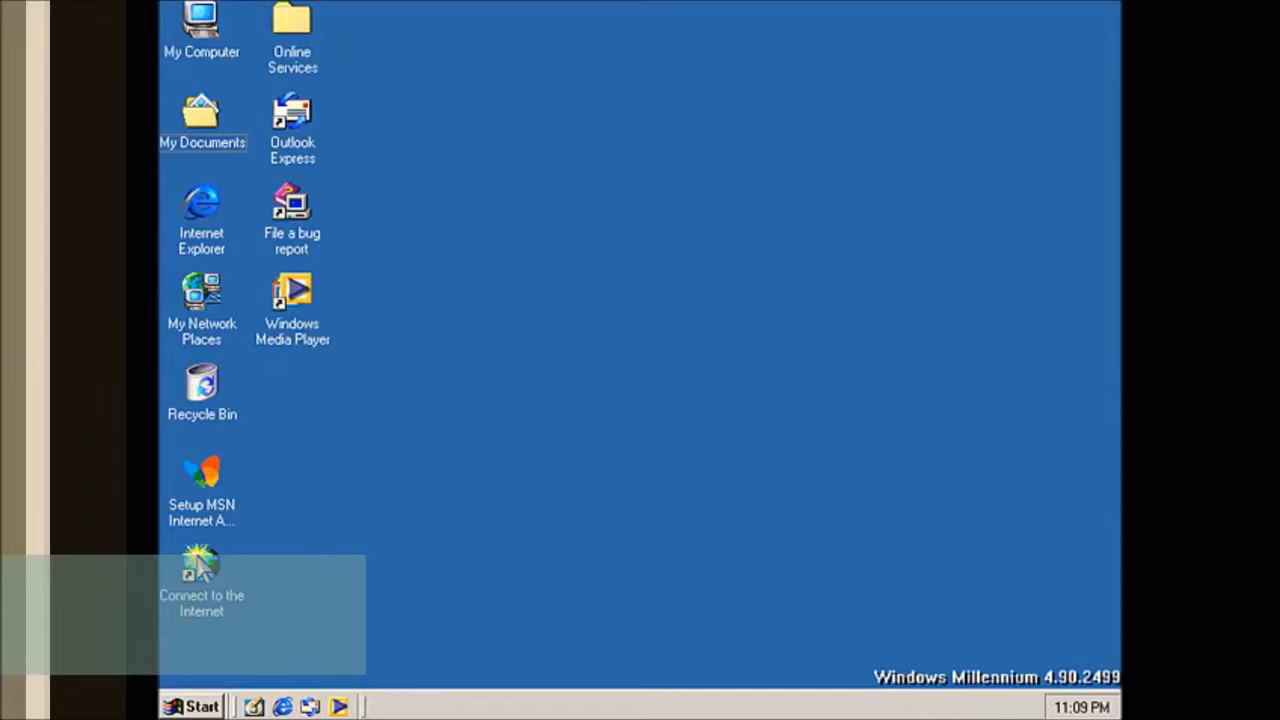 My Computer
Online
Services
My Documents
Outlook
Express
Internet
Explorer
File a bug
report
My Network
Places
Windows
Media Player
Recycle Bin
Setup MSN
Internet A...
Connect to the
Internet
Windows Millennium 4.90.2499
Start
11:09 PM